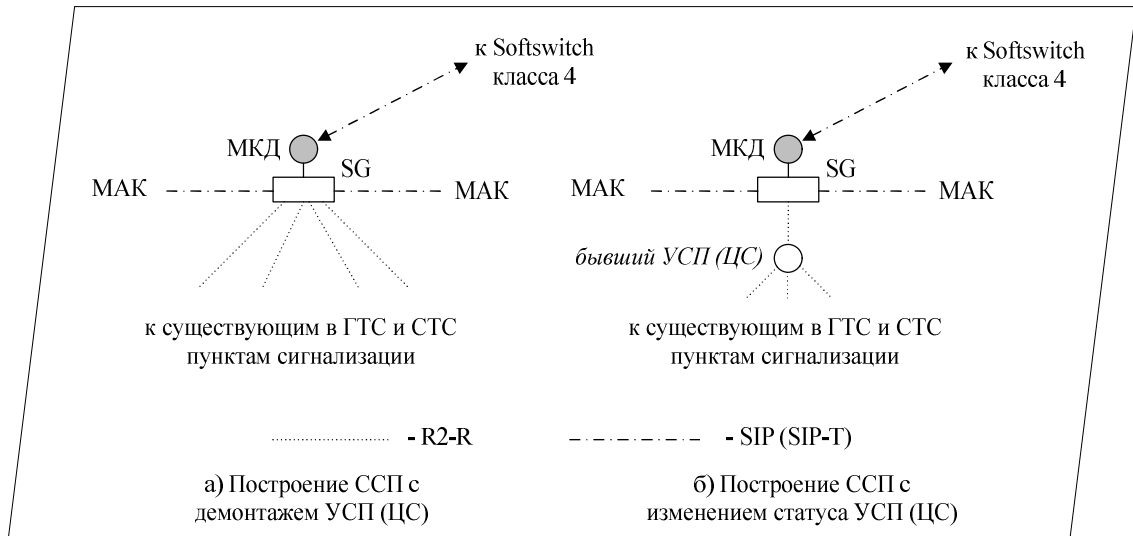 к Softswitch
класса 4
МКД
SG
МАК
МАК
к существующим в ГТС и СТС
пунктам сигнализации
к Softswitch
класса 4
МКД
SG
МАК
МАК
бывший УСП (ЦС)
к существующим в ГТС и СТС
пунктам сигнализации
- R2-R
- SIP (SIP-T)
а) Построение ССП с
демонтажем УСП (ЦС)
б) Построение ССП с
изменением статуса УСП (ЦС)